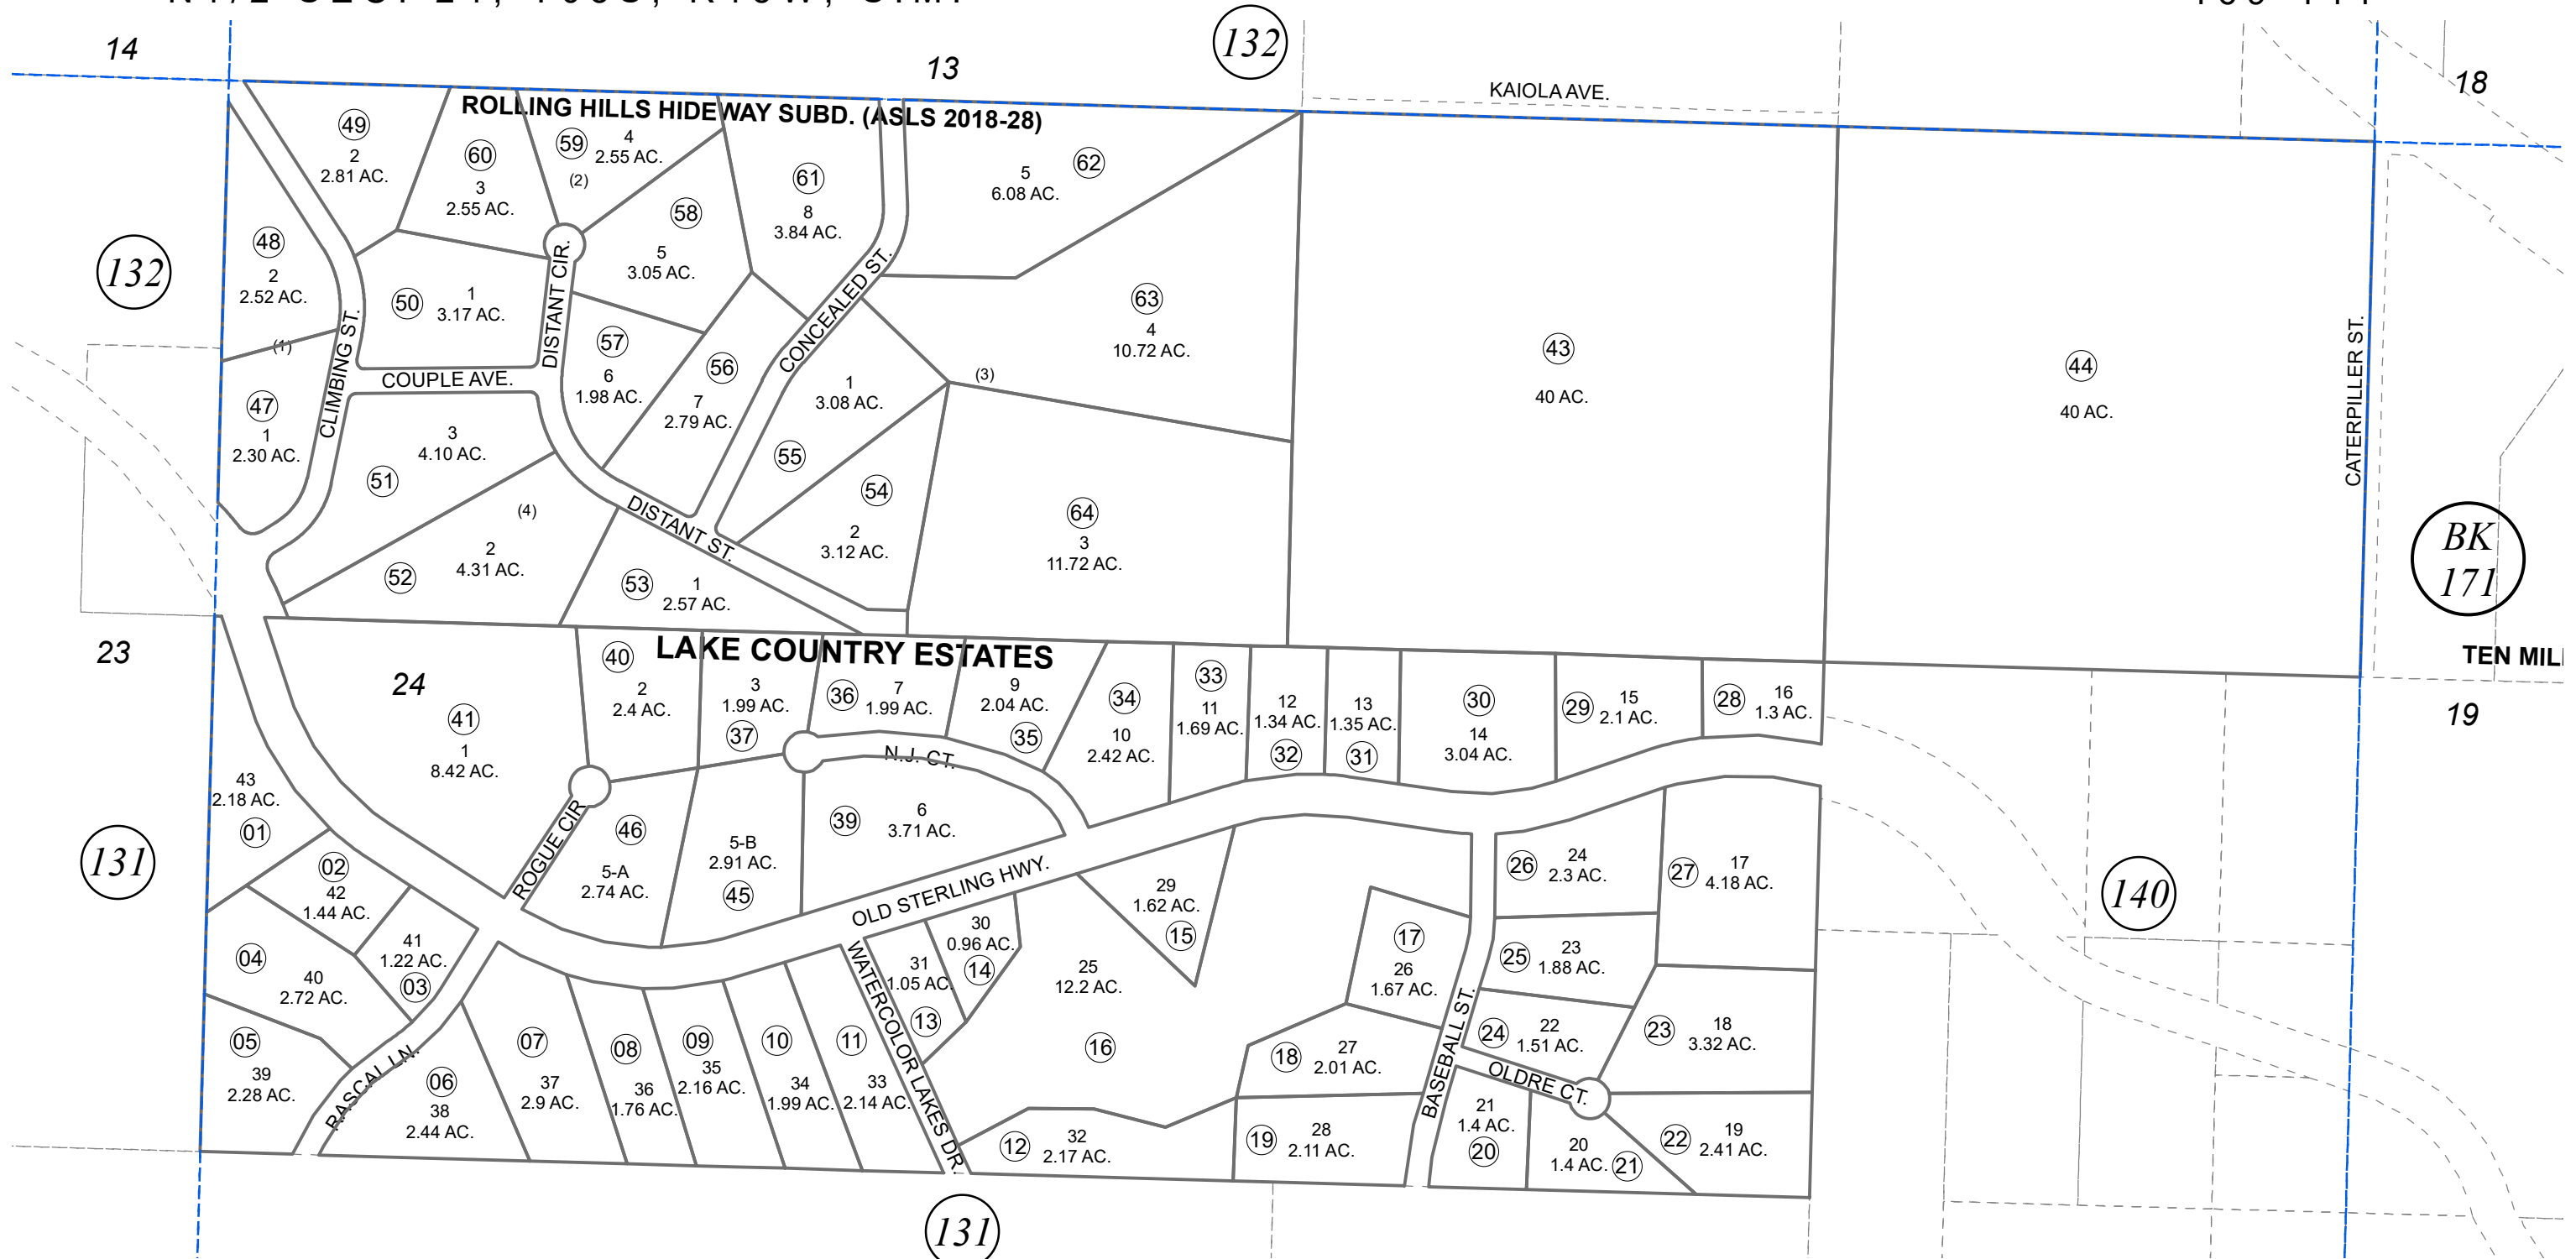 14
13
132
KAIOLA AVE.
18
ROLLING HILLS HIDEWAY SUBD. (ASLS 2018-28)
49
2
2.81 AC.
60
3
2.55 AC.
59
4
2.55 AC.
(2)
58
5
3.05 AC.
61
8
3.84 AC.
5
6.08 AC.
62
48
2
2.52 AC.
132
50
1
3.17 AC.
DISTANT CIR.
CONCEALED ST.
63
4
10.72 AC.
43
40 AC.
44
40 AC.
CATERPILLER ST.
(1)
CLIMBING ST.
COUPLE AVE.
57
6
1.98 AC.
56
7
2.79 AC.
1
3.08 AC.
55
(3)
47
1
2.30 AC.
3
4.10 AC.
51
(4)
54
2
3.12 AC.
64
3
11.72 AC.
DISTANT ST.
52
2
4.31 AC.
53
1
2.57 AC.
BK
171
23
24
LAKE COUNTRY ESTATES
19
41
1
8.42 AC.
40
2
2.4 AC.
3
1.99 AC.
37
36
7
1.99 AC.
9
2.04 AC.
35
34
10
2.42 AC.
33
11
1.69 AC.
12
1.34 AC.
32
13
1.35 AC.
31
30
14
3.04 AC.
29
15
2.1 AC.
28
16
1.3 AC.
N.J. CT.
43
2.18 AC.
01
131
ROGUE CIR
46
5-A
2.74 AC.
5-B
2.91 AC.
45
39
6
3.71 AC.
OLD STERLING HWY.
02
42
1.44 AC.
41
1.22 AC.
03
04
40
2.72 AC.
05
39
2.28 AC.
RASCAL LN.
06
38
2.44 AC.
07
37
2.9 AC.
08
36
1.76 AC.
09
35
2.16 AC.
10
34
1.99 AC.
11
33
2.14 AC.
WATERCOLOR LAKES DR.
31
1.05 AC.
13
30
0.96 AC.
14
29
1.62 AC.
15
25
12.2 AC.
16
17
26
1.67 AC.
18
27
2.01 AC.
12
32
2.17 AC.
19
28
2.11 AC.
BASEBALL ST.
26
24
2.3 AC.
27
17
4.18 AC.
25
23
1.88 AC.
24
22
1.51 AC.
23
18
3.32 AC.
OLDRE CT.
21
1.4 AC.
20
20
1.4 AC.
21
22
19
2.41 AC.
140
131